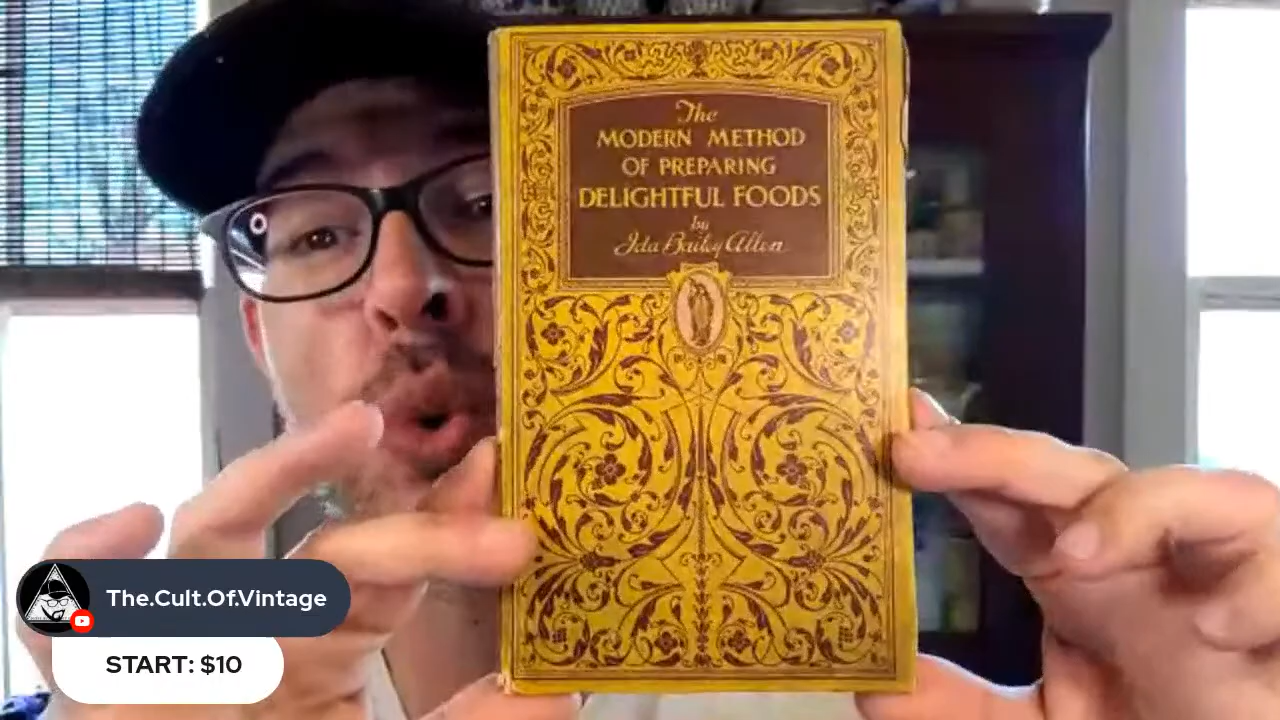 The
MODERN METHOD
OF PREPARING
DELIGHTFUL FOODS
by
Ida Bailey Allen
The.Cult.Of.Vintage
START: $10